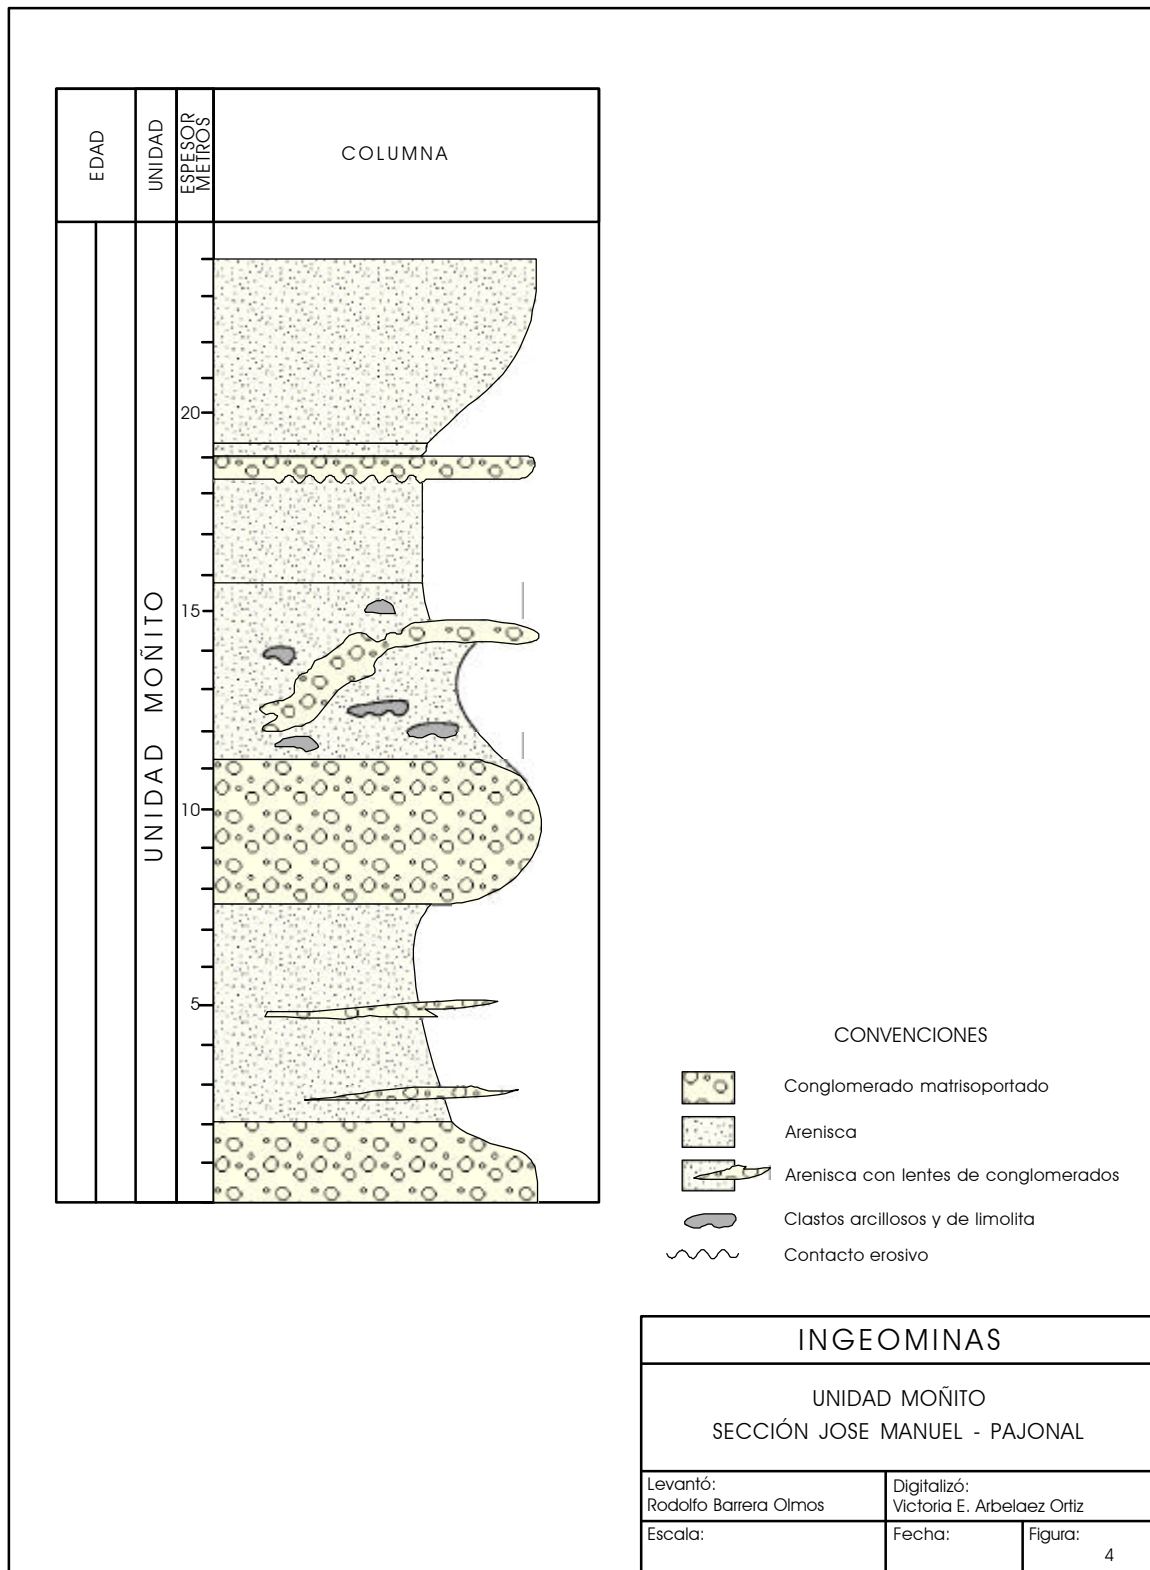 EDAD
UNIDAD
ESPESOR
METROS
COLUMNA
UNIDAD MOÑITO
20
15
10
5
CONVENCIONES
Conglomerado matrisoportado
Arenisca
Arenisca con lentes de conglomerados
Clastos arcillosos y de limolita
Contacto erosivo
INGEOMINAS
UNIDAD MOÑITO
SECCIÓN JOSE MANUEL - PAJONAL
Levantó:
Rodolfo Barrera Olmos
Digitalizó:
Victoria E. Arbelaez Ortiz
Escala:
Fecha:
Figura:
4